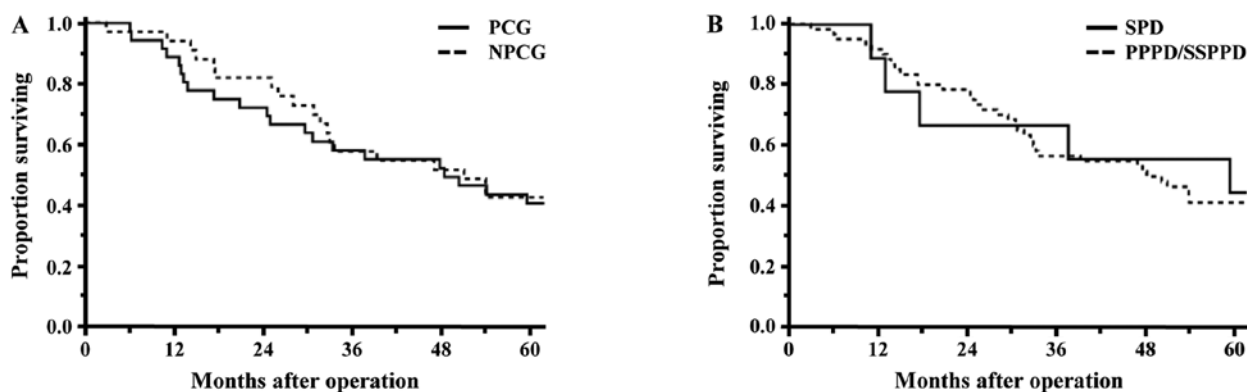 A
PCG
NPCG
Proportion surviving
1.0
0.8
0.6
0.4
0.2
0.0
0 12 24 36 48 60
Months after operation
B
SPD
PPPD/SSPPD
Proportion surviving
1.0
0.8
0.6
0.4
0.2
0.0
0 12 24 36 48 60
Months after operation